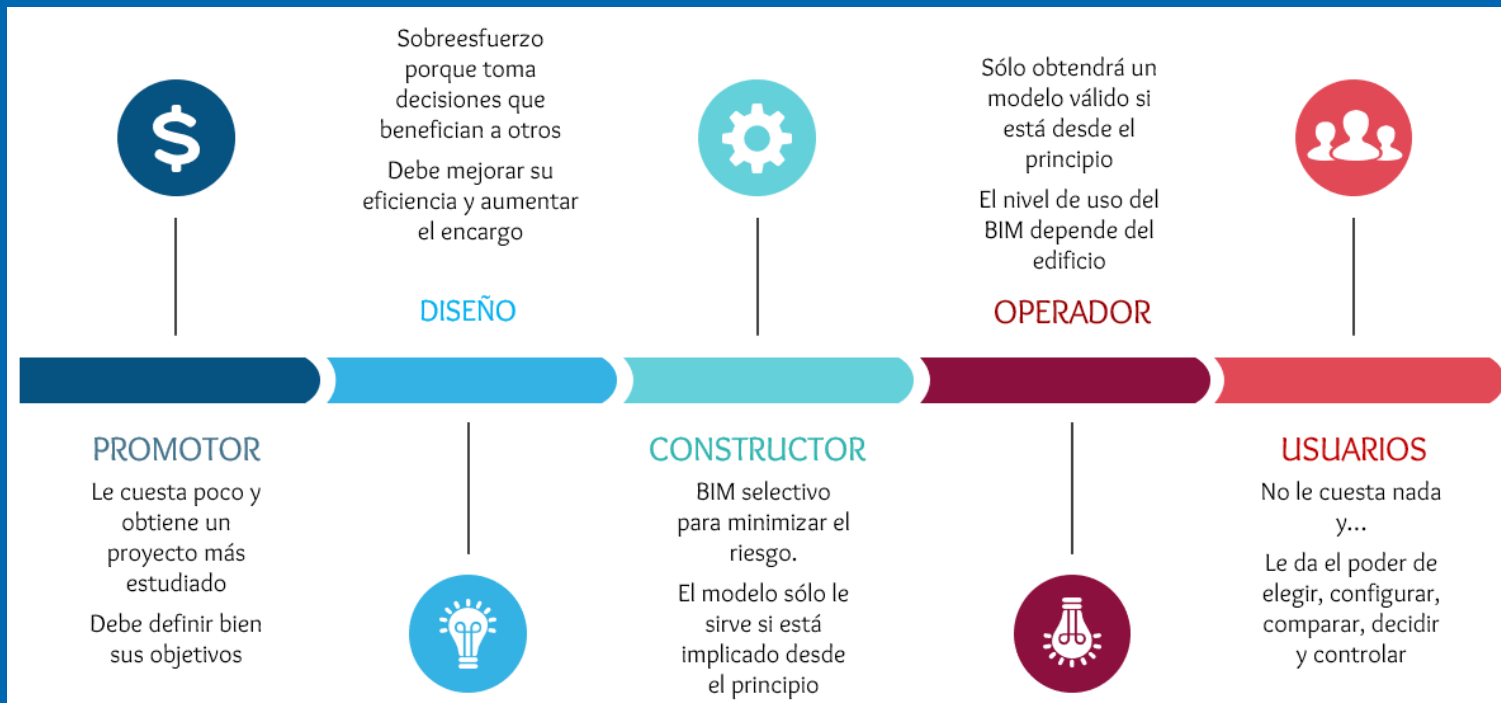 Sobreesfuerzo
porque toma
decisiones que
benefician a otros
Debe mejorar su
eficiencia y aumentar
el encargo
DISEÑO
Sólo obtendrá un
modelo válido si
está desde el
principio
El nivel de uso del
BIM depende del
edificio
OPERADOR
PROMOTOR
Le cuesta poco y
obtiene un
proyecto más
estudiado
Debe definir bien
sus objetivos
CONSTRUCTOR
BIM selectivo
para minimizar el
riesgo.
El modelo sólo le
sirve si está
implicado desde
el principio
USUARIOS
No le cuesta nada
y...
Le da el poder de
elegir, configurar,
comparar, decidir
y controlar